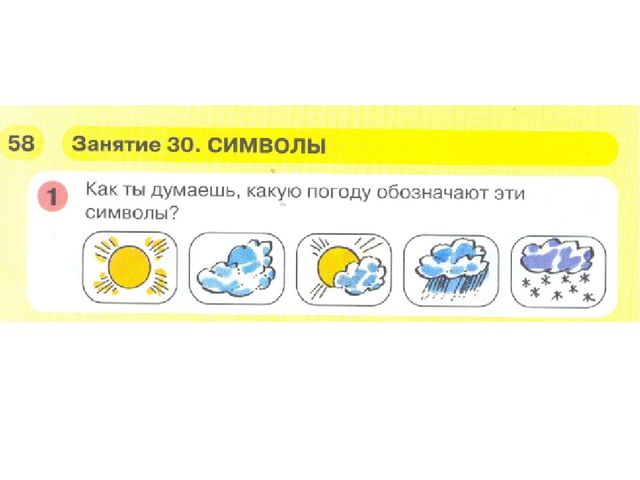 58
Занятие 30. СИМВОЛЫ
1
Как ты думаешь, какую погоду обозначают эти
символы?